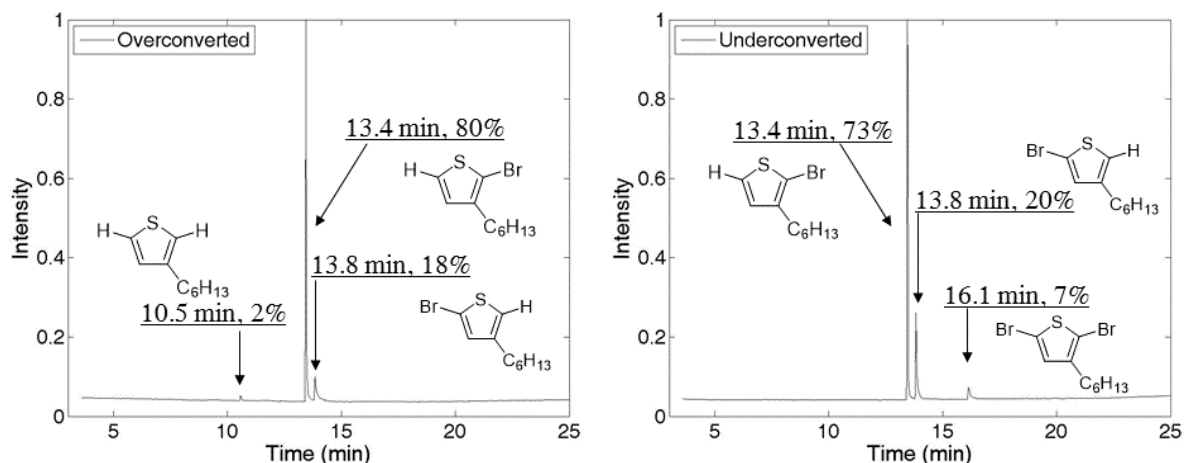 Overconverted
1
0.8
0.6
0.4
0.2
0
Intensity
13.4 min, 80%
H
S
Br
C6H13
H
S
H
C6H13
10.5 min, 2%
13.8 min, 18%
Br
S
H
C6H13
5
10
15
20
25
Time (min)
Underconverted
1
0.8
0.6
0.4
0.2
0
Intensity
13.4 min, 73%
H
S
Br
C6H13
Br
S
H
C6H13
13.8 min, 20%
16.1 min, 7%
Br
S
Br
C6H13
5
10
15
20
25
Time (min)